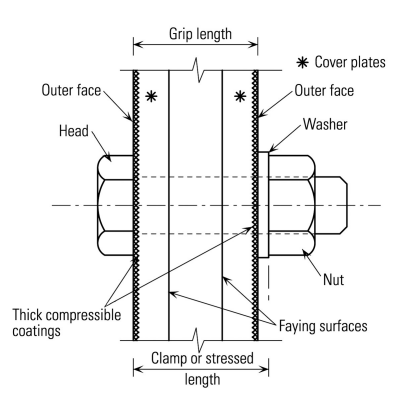 Grip length
* Cover plates
Outer face
* *
Outer face
Head
Washer
Nut
Thick compressible
coatings
Faying surfaces
Clamp or stressed
length